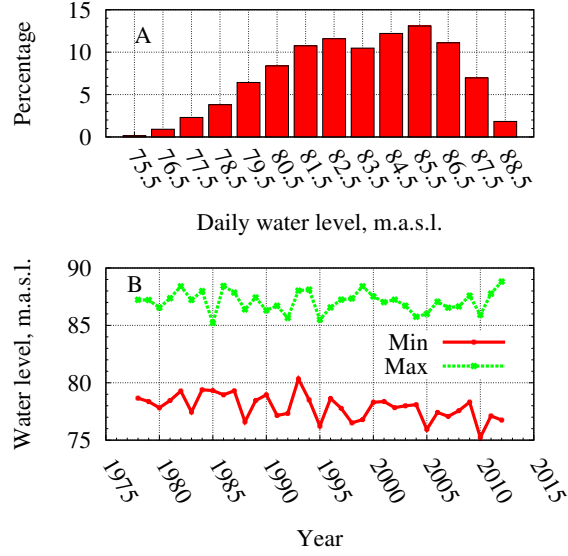 15
A
10
5
0
Percentage
75.5 76.5 77.5 78.5 79.5 80.5 81.5 82.5 83.5 84.5 85.5 86.5 87.5 88.5
Daily water level, m.a.s.l.
90
B
85
80
75
Water level, m.a.s.l.
Min
Max
1975 1980 1985 1990 1995 2000 2005 2010 2015
Year